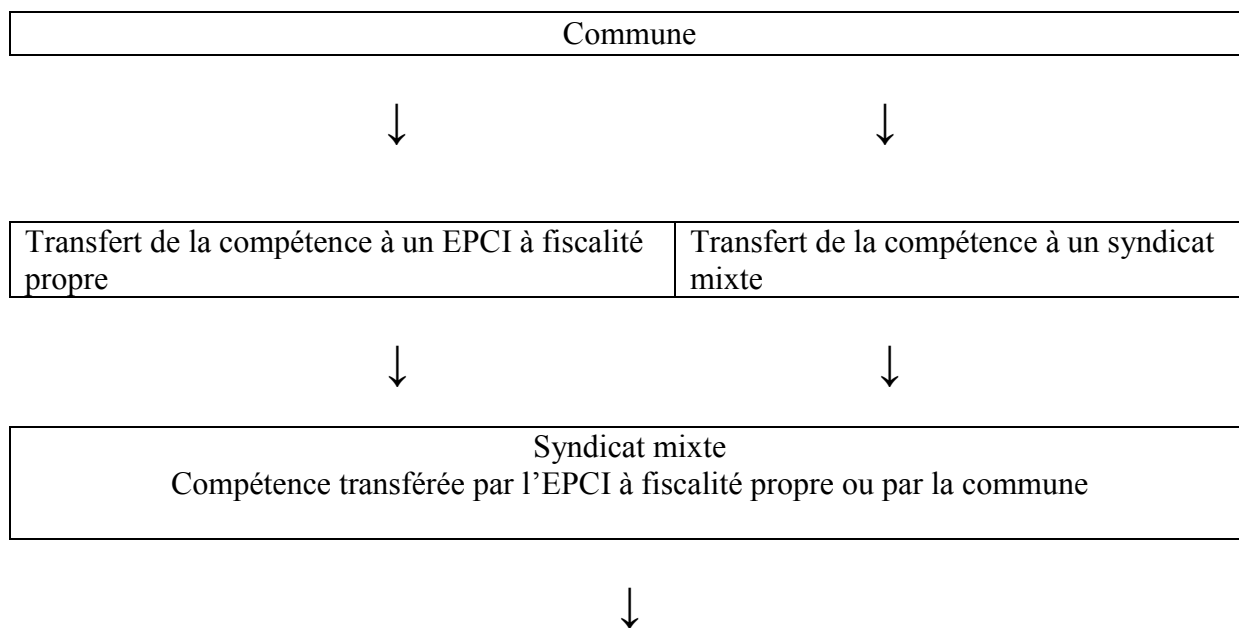 Commune
↓ ↓
Transfert de la compétence à un EPCI à fiscalité
propre
Transfert de la compétence à un syndicat
mixte
↓ ↓
Syndicat mixte
Compétence transférée par l’EPCI à fiscalité propre ou par la commune
↓